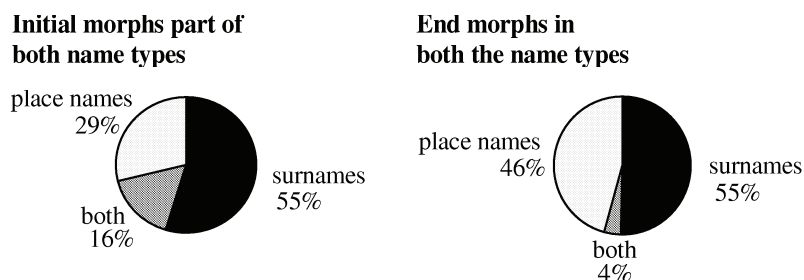 Initial morphs part of
both name types
place names
29%
surnames
55%
both
16%
End morphs in
both the name types
place names
46%
surnames
55%
both
4%